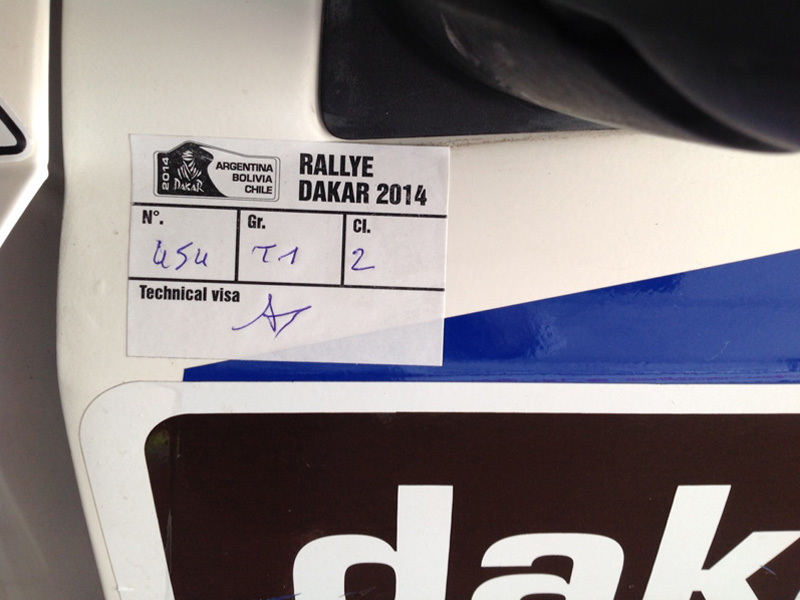 2014
DAKAR
ARGENTINA
BOLIVIA
CHILE
RALLYE
DAKAR 2014
N°. Gr. Cl.
454 T1 2
Technical visa
dak